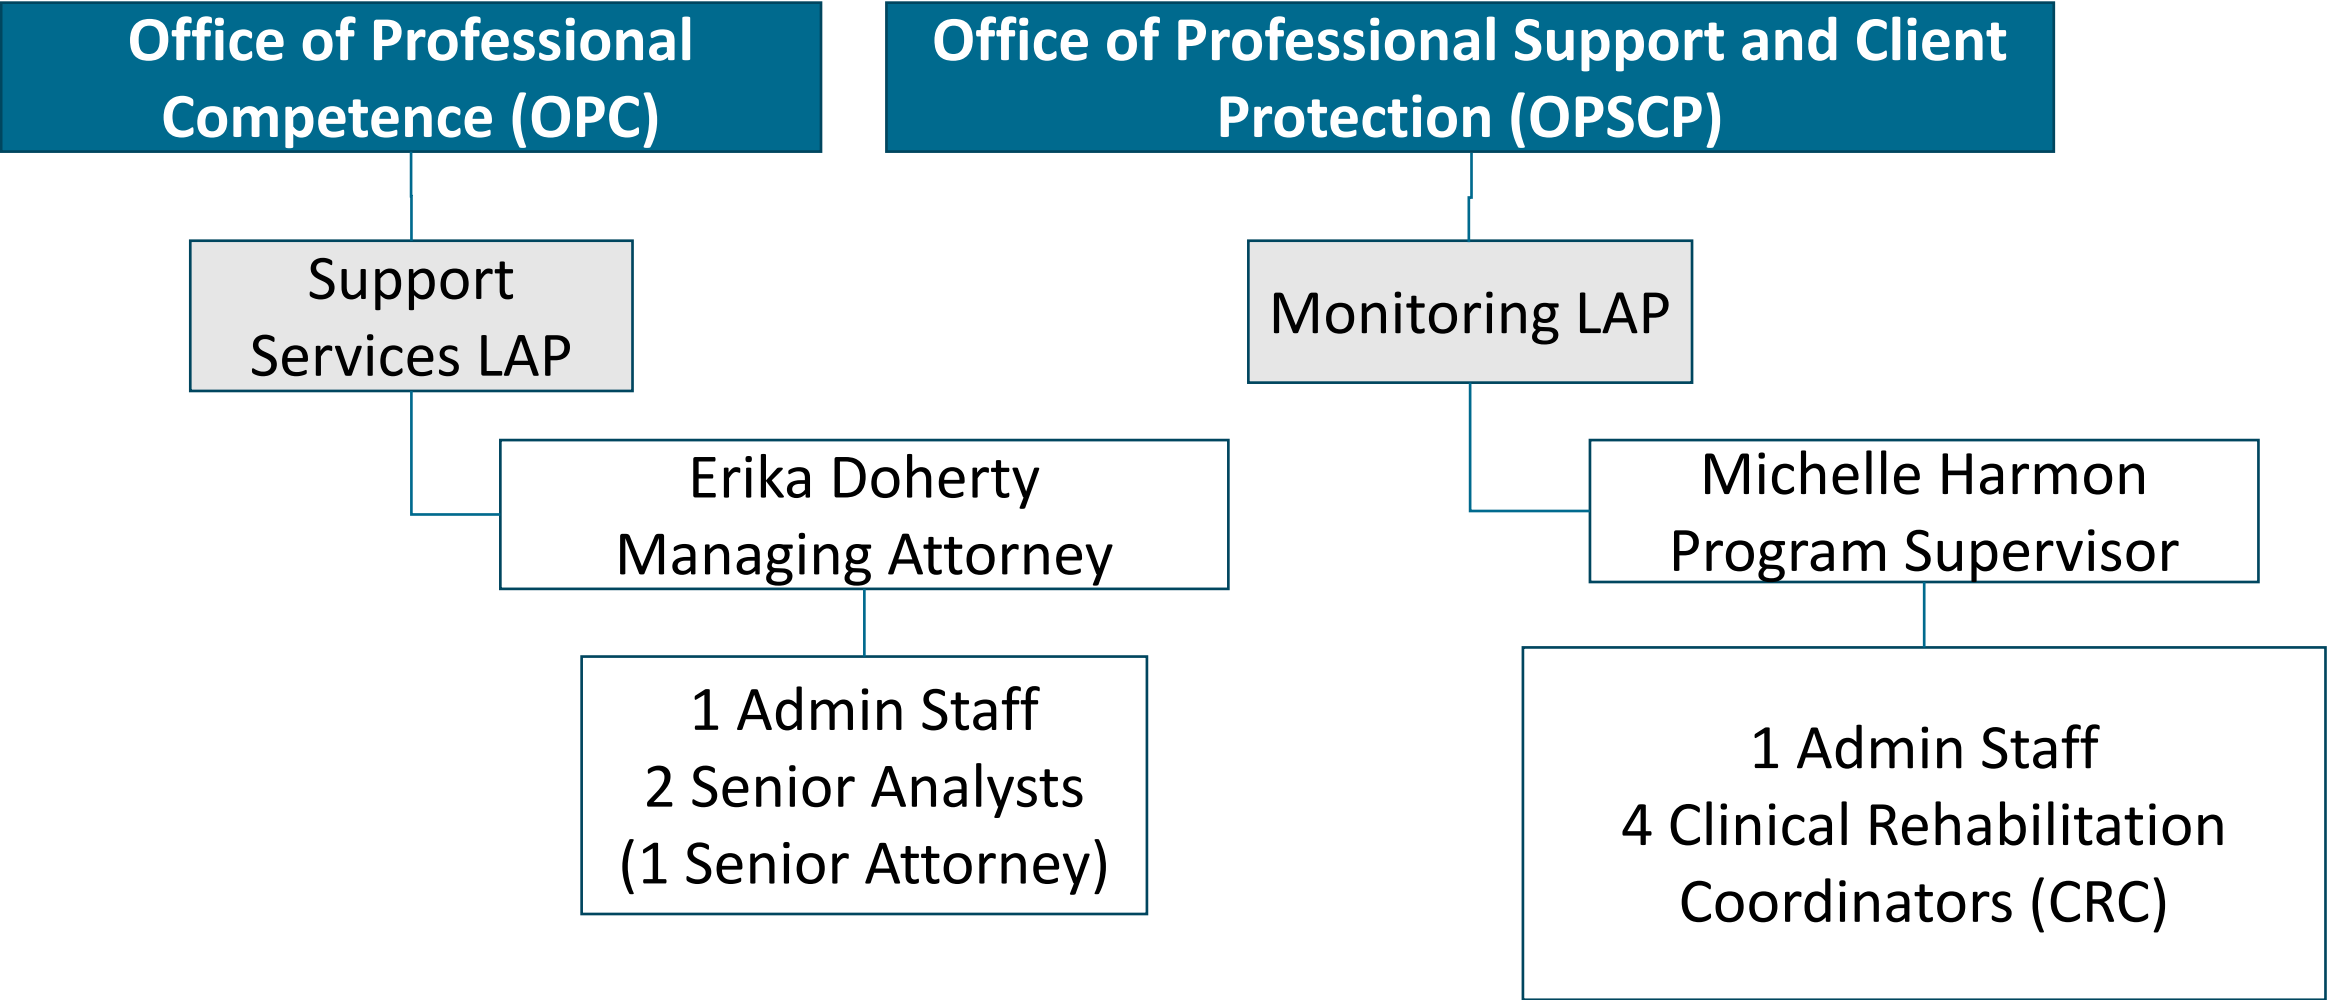 Office of Professional
Competence (OPC)
Support
Services LAP
Erika Doherty
Managing Attorney
1 Admin Staff
2 Senior Analysts
(1 Senior Attorney)
Office of Professional Support and Client
Protection (OPSCP)
Monitoring LAP
Michelle Harmon
Program Supervisor
1 Admin Staff
4 Clinical Rehabilitation
Coordinators (CRC)